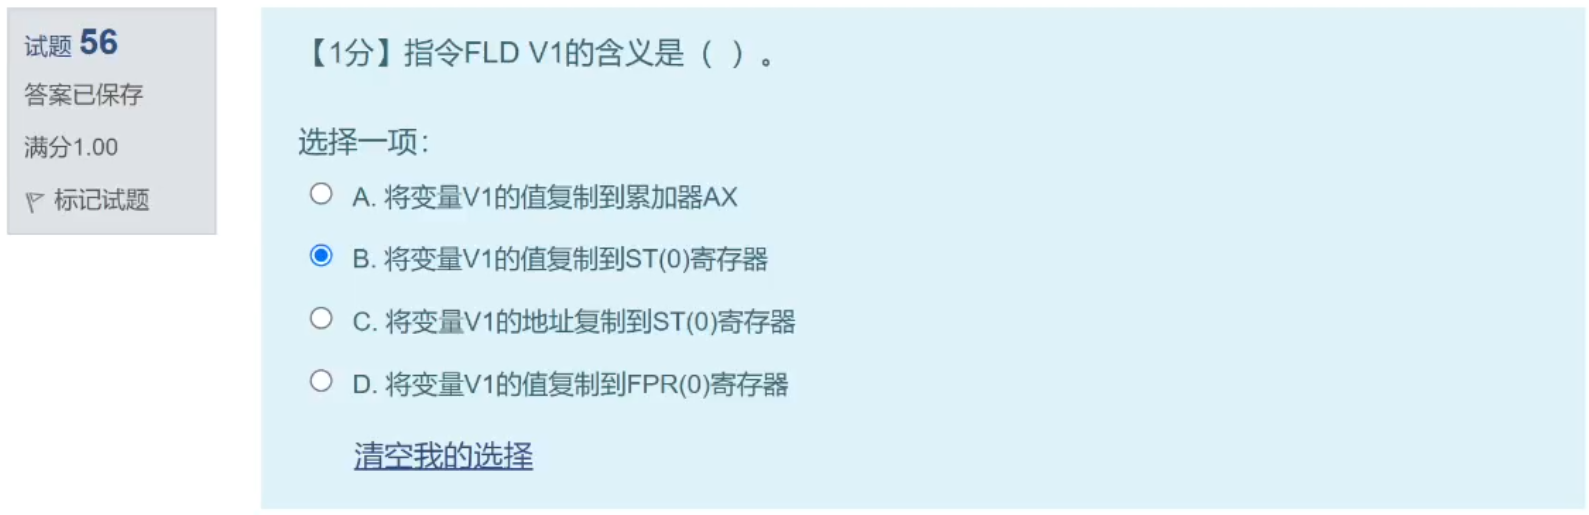 试题 56
答案已保存
满分1.00
标记试题
【1分】指令FLD V1的含义是（ ）。
选择一项：
A. 将变量V1的值复制到累加器AX
B. 将变量V1的值复制到ST(0)寄存器
C. 将变量V1的地址复制到ST(0)寄存器
D. 将变量V1的值复制到FPR(0)寄存器
清空我的选择